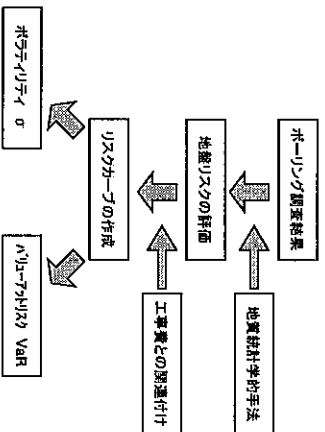 ボーリング調査結果
地質統計学的手法
地盤リスクの評価
工事費との関連付け
リスクカーブの作成
ボラティリティ σ
バリューアットリスク VaR